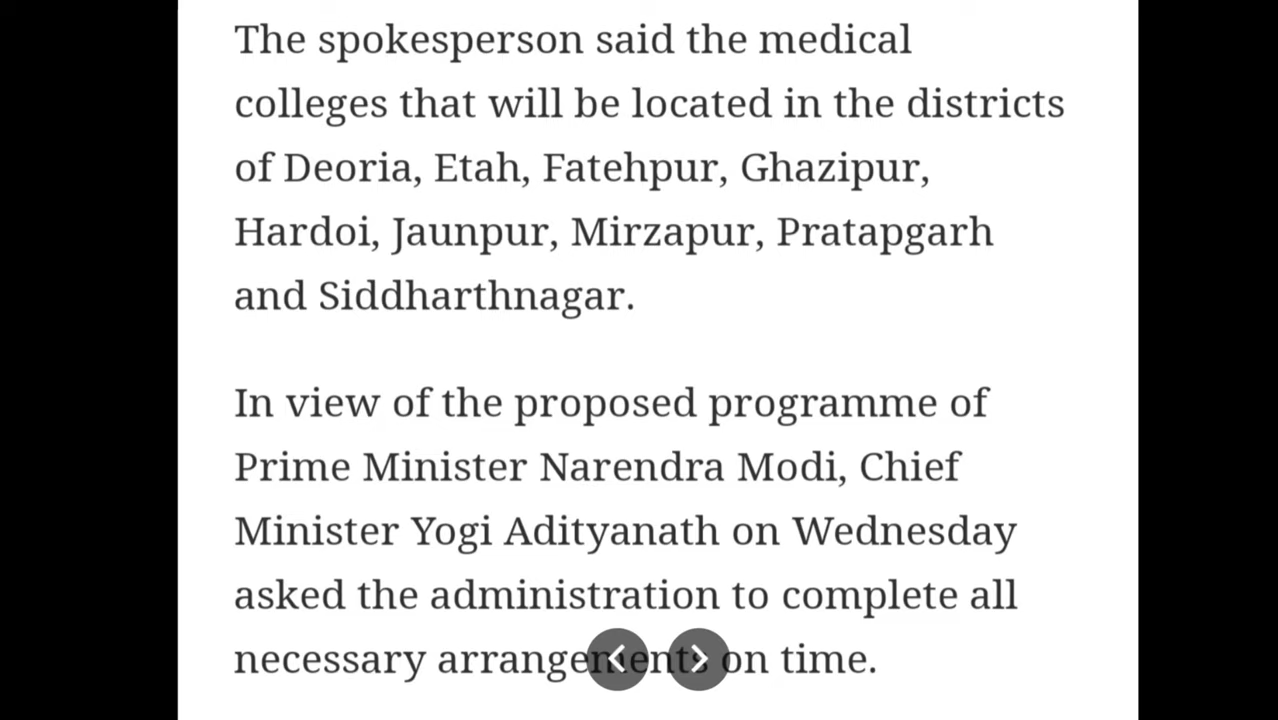 The spokesperson said the medical
colleges that will be located in the districts
of Deoria, Etah, Fatehpur, Ghazipur,
Hardoi, Jaunpur, Mirzapur, Pratapgarh
and Siddharthnagar.
In view of the proposed programme of
Prime Minister Narendra Modi, Chief
Minister Yogi Adityanath on Wednesday
asked the administration to complete all
necessary arrangements on time.